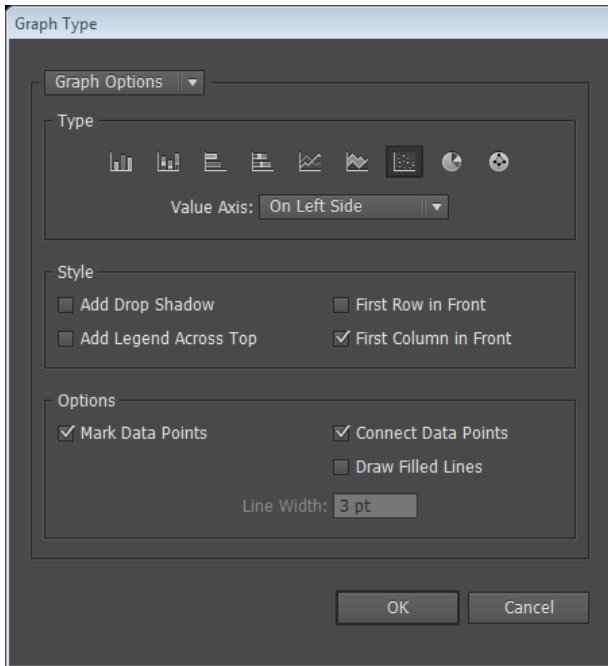 Graph Type
Graph Options
Type
Value Axis: On Left Side
Style
Add Drop Shadow First Row in Front
Add Legend Across Top First Column in Front
Options
Mark Data Points Connect Data Points
Draw Filled Lines
Line Width: 3 pt
OK Cancel